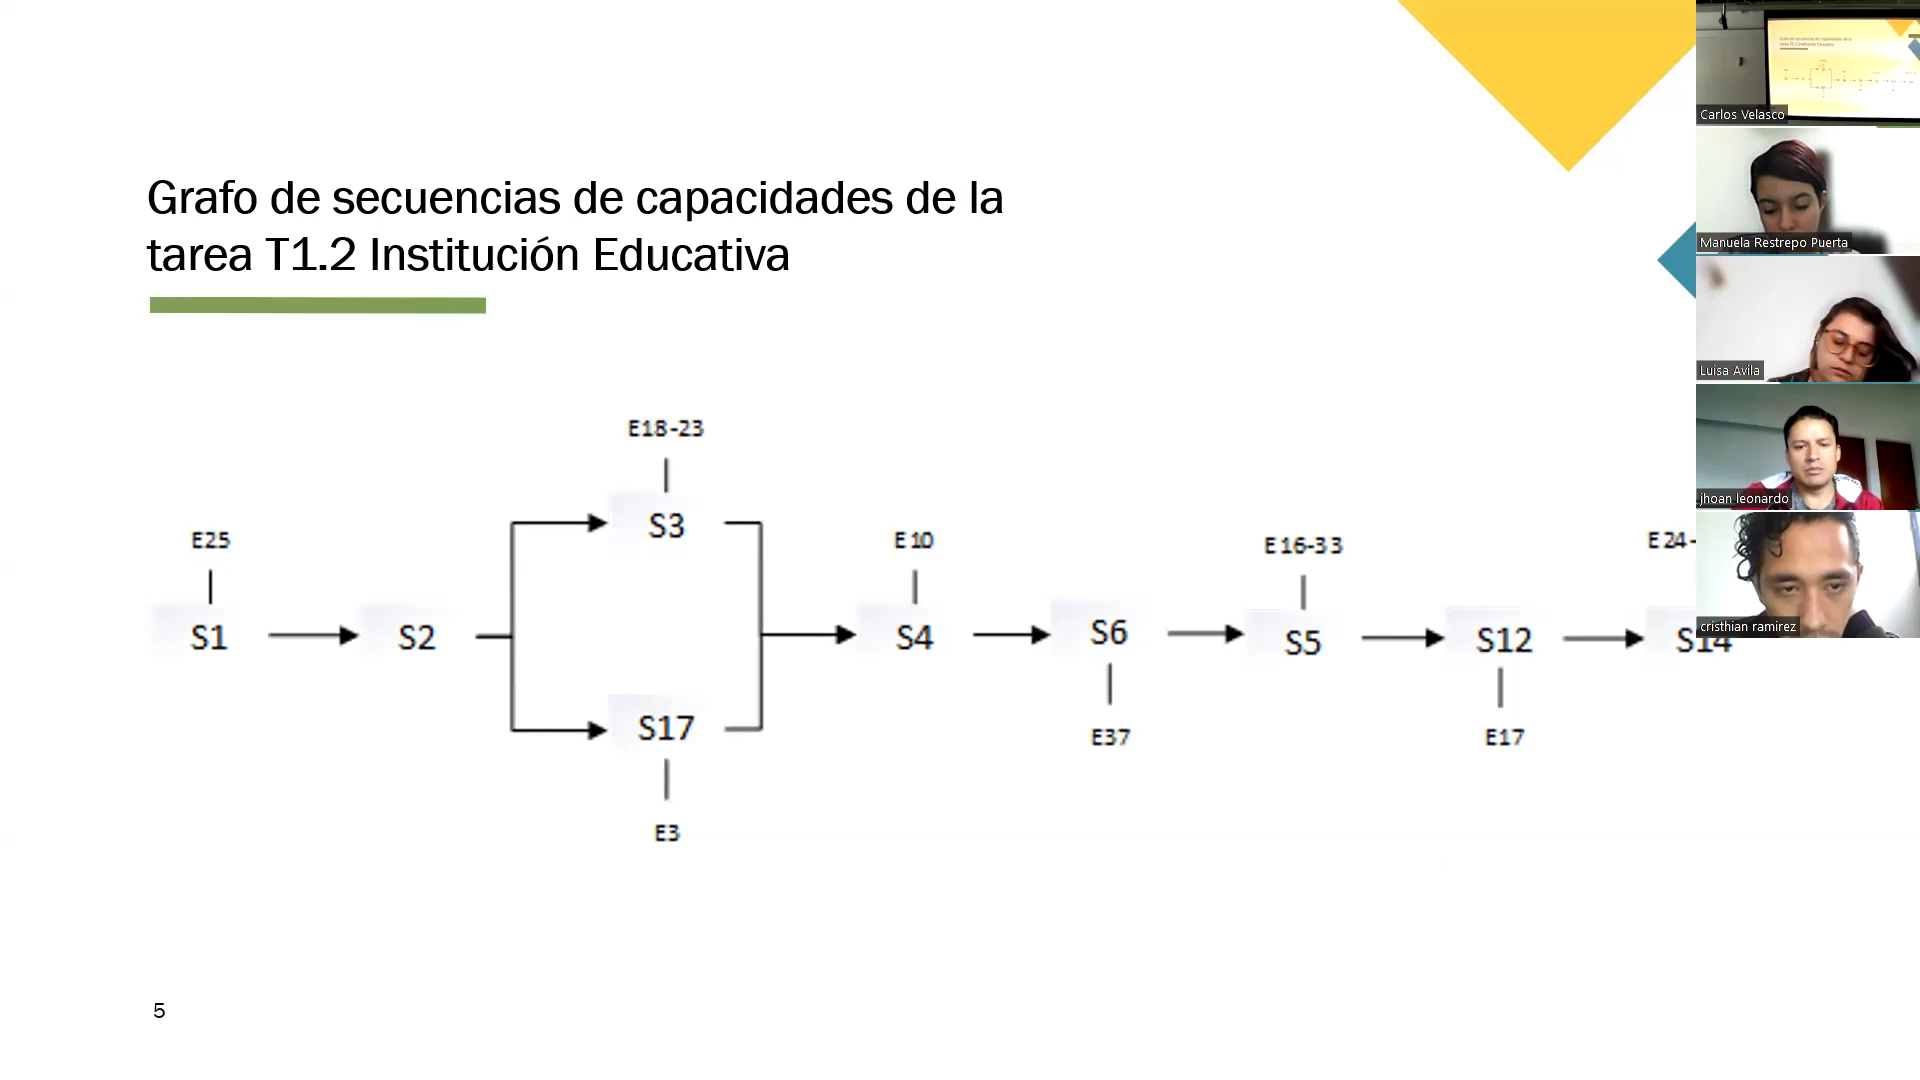 Grafo de secuencias de capacidades de la
tarea T1.2 Institución Educativa
E18-23
S3
E25
S1
S2
S17
E3
E10
S4
S6
E37
E16-33
S5
S12
E17
E24-
S14
5
Carlos Velasco
Manuela Restrepo Puerta
Luisa Avila
jhoan leonardo
cristhian ramirez